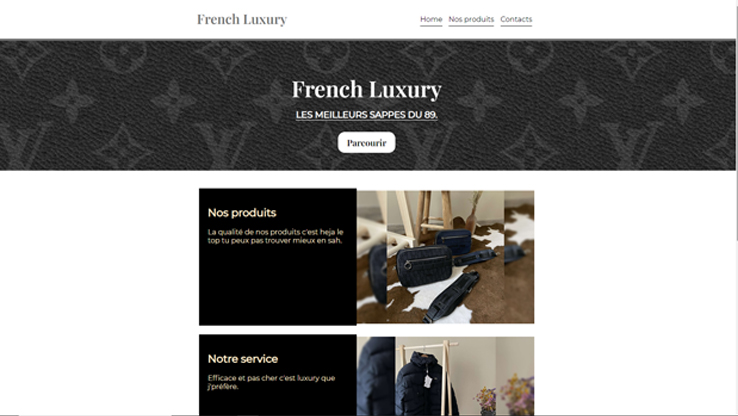 French Luxury
Home Nos produits Contacts
French Luxury
LES MEILLEURS SAPPES DU 89.
Parcourir
Nos produits
La qualité de nos produits c'est heja le
top tu peux pas trouver mieux en sah.
Notre service
Efficace et pas cher c'est luxury que
j'préfère.